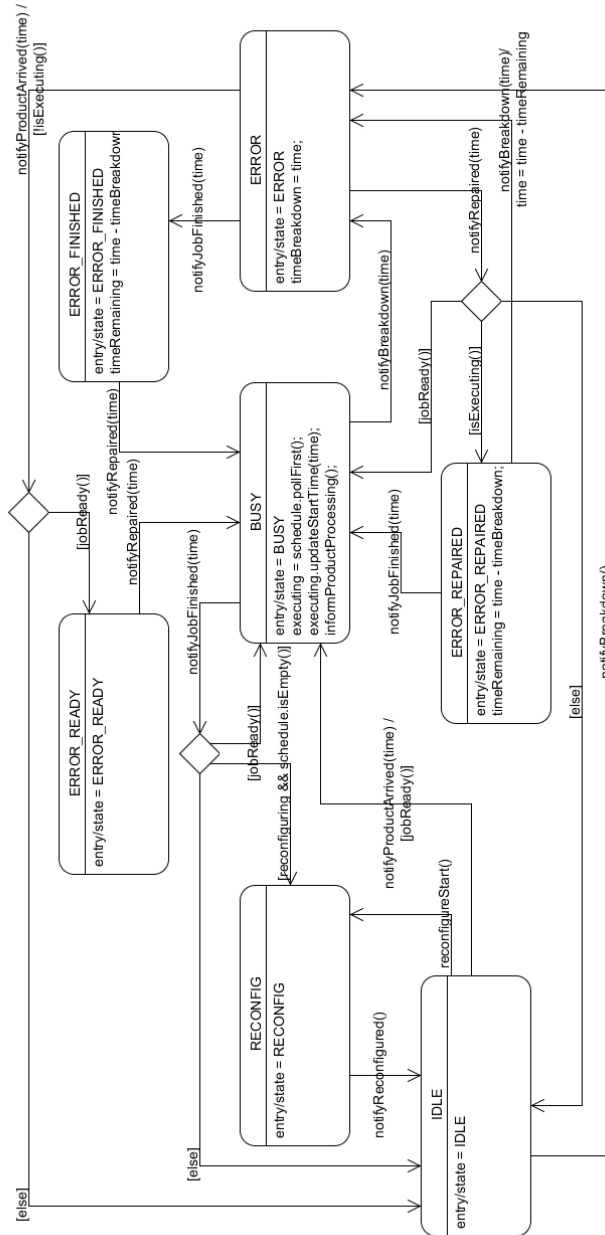 notifyProductArrived(time) /
[!isExecuting()]
[else]
[jobReady()]
ERROR_READY
entry/state = ERROR_READY
notifyRepaired(time)
notifyRepaired(time)
ERROR_FINISHED
entry/state = ERROR_FINISHED
timeRemaining = time - timeBreakdown
notifyJobFinished(time)
RECONFIG
entry/state = RECONFIG
[else]
notifyJobFinished(time)
[jobReady()]
[reconfiguring && schedule.isEmpty()]
BUSY
entry/state = BUSY
executing = schedule.pollFirst();
executing.updateStartTime(time);
informProductProcessing();
ERROR
entry/state = ERROR
timeBreakdown = time;
notifyReconfigured()
reconfigureStart()
notifyProductArrived(time) /
[jobReady()]
notifyJobFinished(time)
notifyBreakdown(time)
[jobReady()]
notifyRepaired(time)
[isExecuting()]
IDLE
entry/state = IDLE
ERROR_REPAIRED
entry/state = ERROR_REPAIRED
timeRemaining = time - timeBreakdown;
notifyBreakdown(time)/
time = time - timeRemaining
[else]
notifyBreakdown()